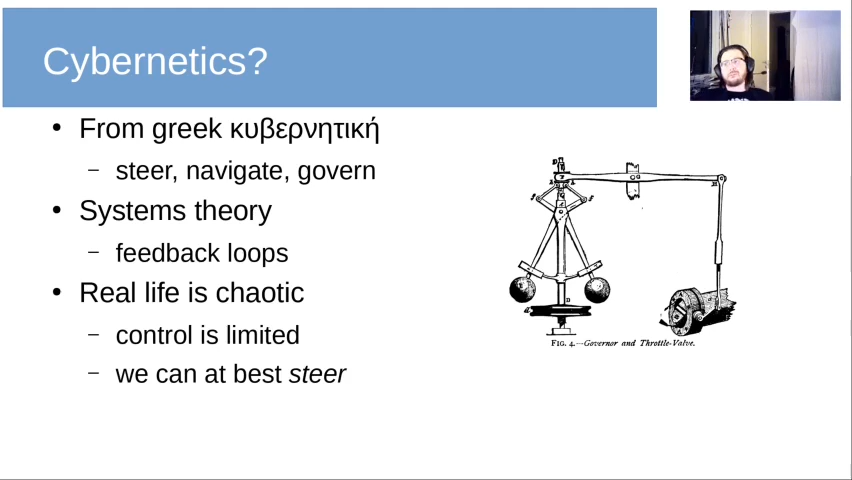 Cybernetics?
From greek κυβερνητική
steer, navigate, govern
Systems theory
feedback loops
Real life is chaotic
control is limited
we can at best steer
FIG. 4.—Governor and Throttle-Valve.